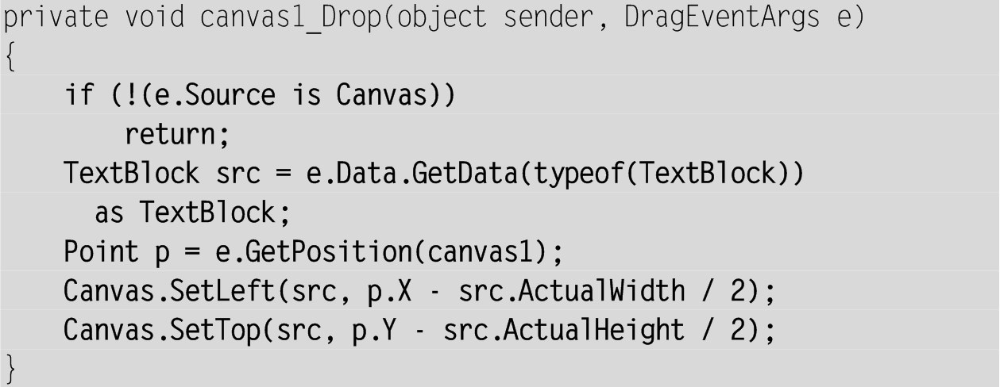 private void canvas1_Drop(object sender, DragEventArgs e)
{
    if (!(e.Source is Canvas))
        return;
    TextBlock src = e.Data.GetData(typeof(TextBlock))
      as TextBlock;
    Point p = e.GetPosition(canvas1);
    Canvas.SetLeft(src, p.X - src.ActualWidth / 2);
    Canvas.SetTop(src, p.Y - src.ActualHeight / 2);
}